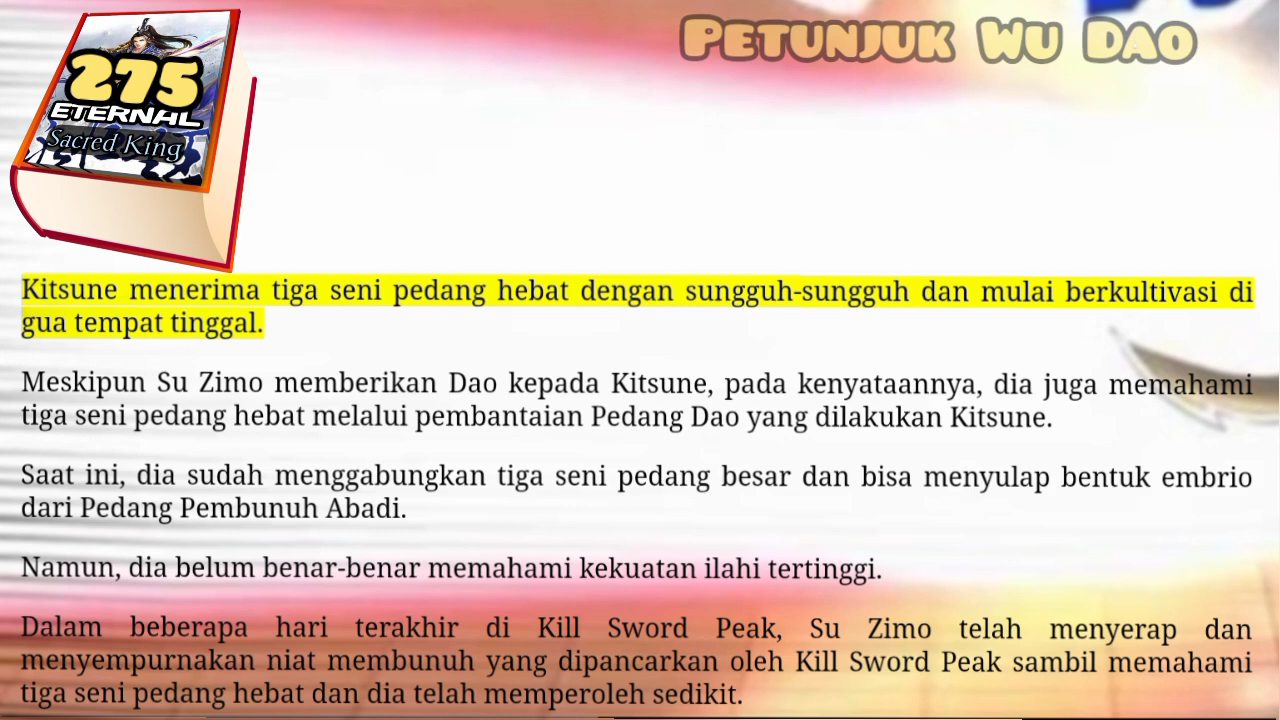 Petunjuk Wu Dao
275
ETERNAL
Sacred King
Kitsune menerima tiga seni pedang hebat dengan sungguh-sungguh dan mulai berkultivasi di
gua tempat tinggal.
Meskipun Su Zimo memberikan Dao kepada Kitsune, pada kenyataannya, dia juga memahami
tiga seni pedang hebat melalui pembantaian Pedang Dao yang dilakukan Kitsune.
Saat ini, dia sudah menggabungkan tiga seni pedang besar dan bisa menyulap bentuk embrio
dari Pedang Pembunuh Abadi.
Namun, dia belum benar-benar memahami kekuatan ilahi tertinggi.
Dalam beberapa hari terakhir di Kill Sword Peak, Su Zimo telah menyerap dan
menyempurnakan niat membunuh yang dipancarkan oleh Kill Sword Peak sambil memahami
tiga seni pedang hebat dan dia telah memperoleh sedikit.